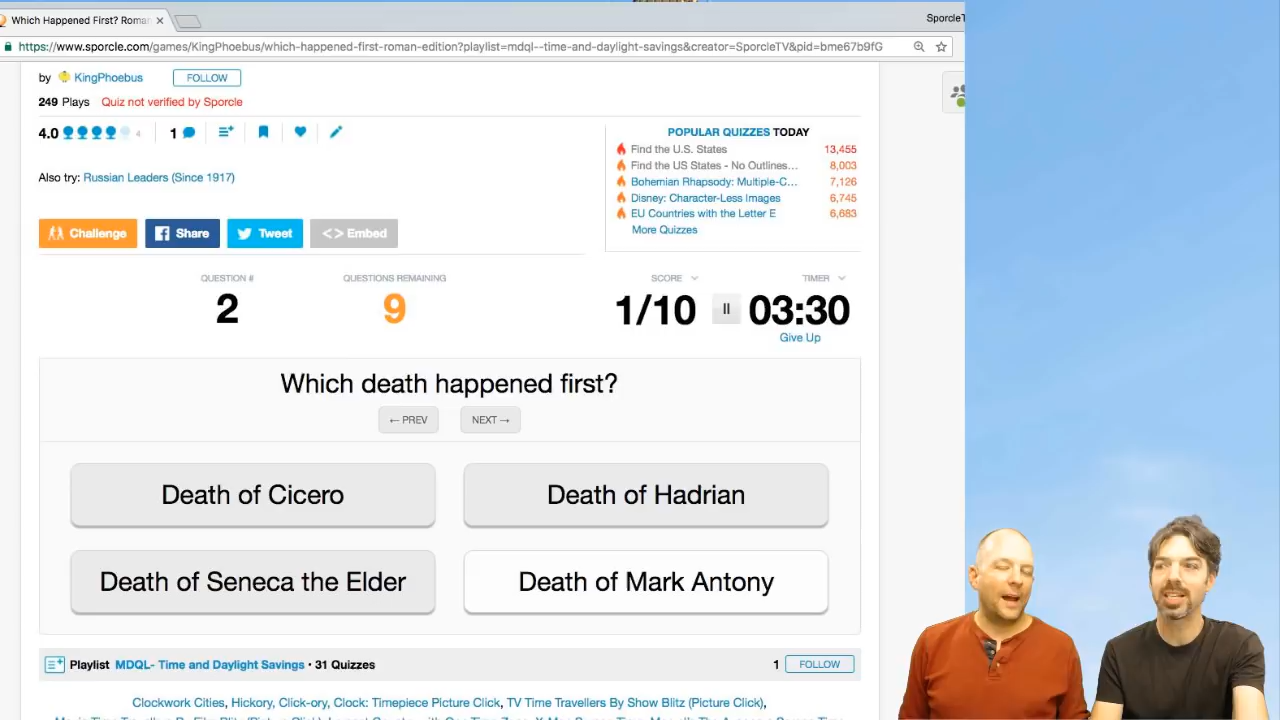 Which Happened First? Roman
SporcleT
https://www.sporcle.com/games/KingPhoebus/which-happened-first-roman-edition?playlist=mdql--time-and-daylight-savings&creator=SporcleTV&pid=bme67b9fG
by KingPhoebus FOLLOW
249 Plays Quiz not verified by Sporcle
4.0 4 1
POPULAR QUIZZES TODAY
Find the U.S. States 13,455
Find the US States - No Outlines... 8,003
Bohemian Rhapsody: Multiple-C... 7,126
Disney: Character-Less Images 6,745
EU Countries with the Letter E 6,683
More Quizzes
Also try: Russian Leaders (Since 1917)
Challenge Share Tweet <> Embed
QUESTION # QUESTIONS REMAINING SCORE TIMER
2 9 1/10 03:30
Give Up
Which death happened first?
← PREV NEXT →
Death of Cicero Death of Hadrian
Death of Seneca the Elder Death of Mark Antony
Playlist MDQL- Time and Daylight Savings • 31 Quizzes 1 FOLLOW
Clockwork Cities, Hickory, Click-ory, Clock: Timepiece Picture Click, TV Time Travellers By Show Blitz (Picture Click),